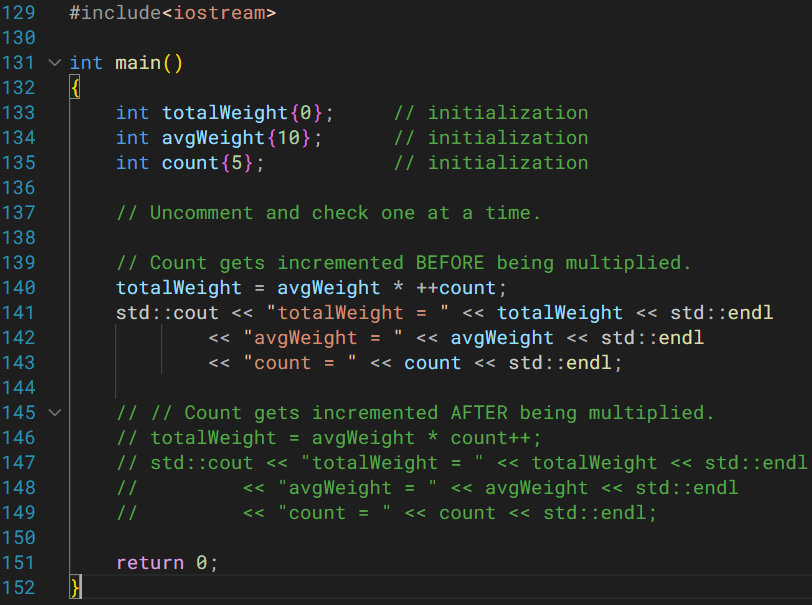 129 #include<iostream>
130
131 int main()
132 {
133     int totalWeight{0};     // initialization
134     int avgWeight{10};      // initialization
135     int count{5};           // initialization
136
137     // Uncomment and check one at a time.
138
139     // Count gets incremented BEFORE being multiplied.
140     totalWeight = avgWeight * ++count;
141     std::cout << "totalWeight = " << totalWeight << std::endl
142             << "avgWeight = " << avgWeight << std::endl
143             << "count = " << count << std::endl;
144
145     // // Count gets incremented AFTER being multiplied.
146     // totalWeight = avgWeight * count++;
147     // std::cout << "totalWeight = " << totalWeight << std::endl
148     //         << "avgWeight = " << avgWeight << std::endl
149     //         << "count = " << count << std::endl;
150
151     return 0;
152 }